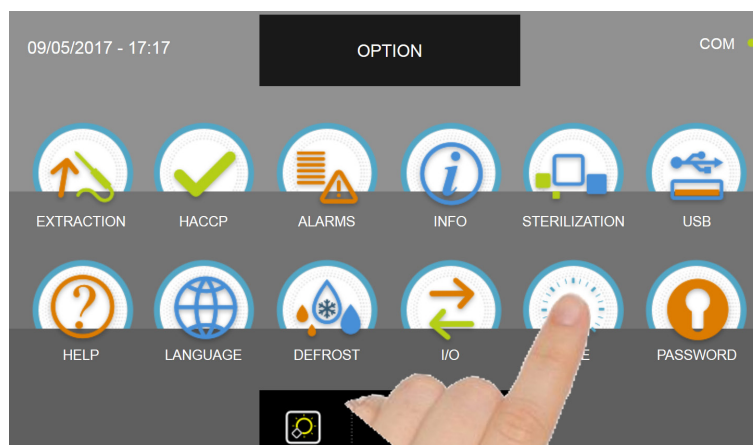 09/05/2017 - 17:17
OPTION
COM
EXTRACTION
HACCP
ALARMS
INFO
STERILIZATION
USB
HELP
LANGUAGE
DEFROST
I/O
PASSWORD